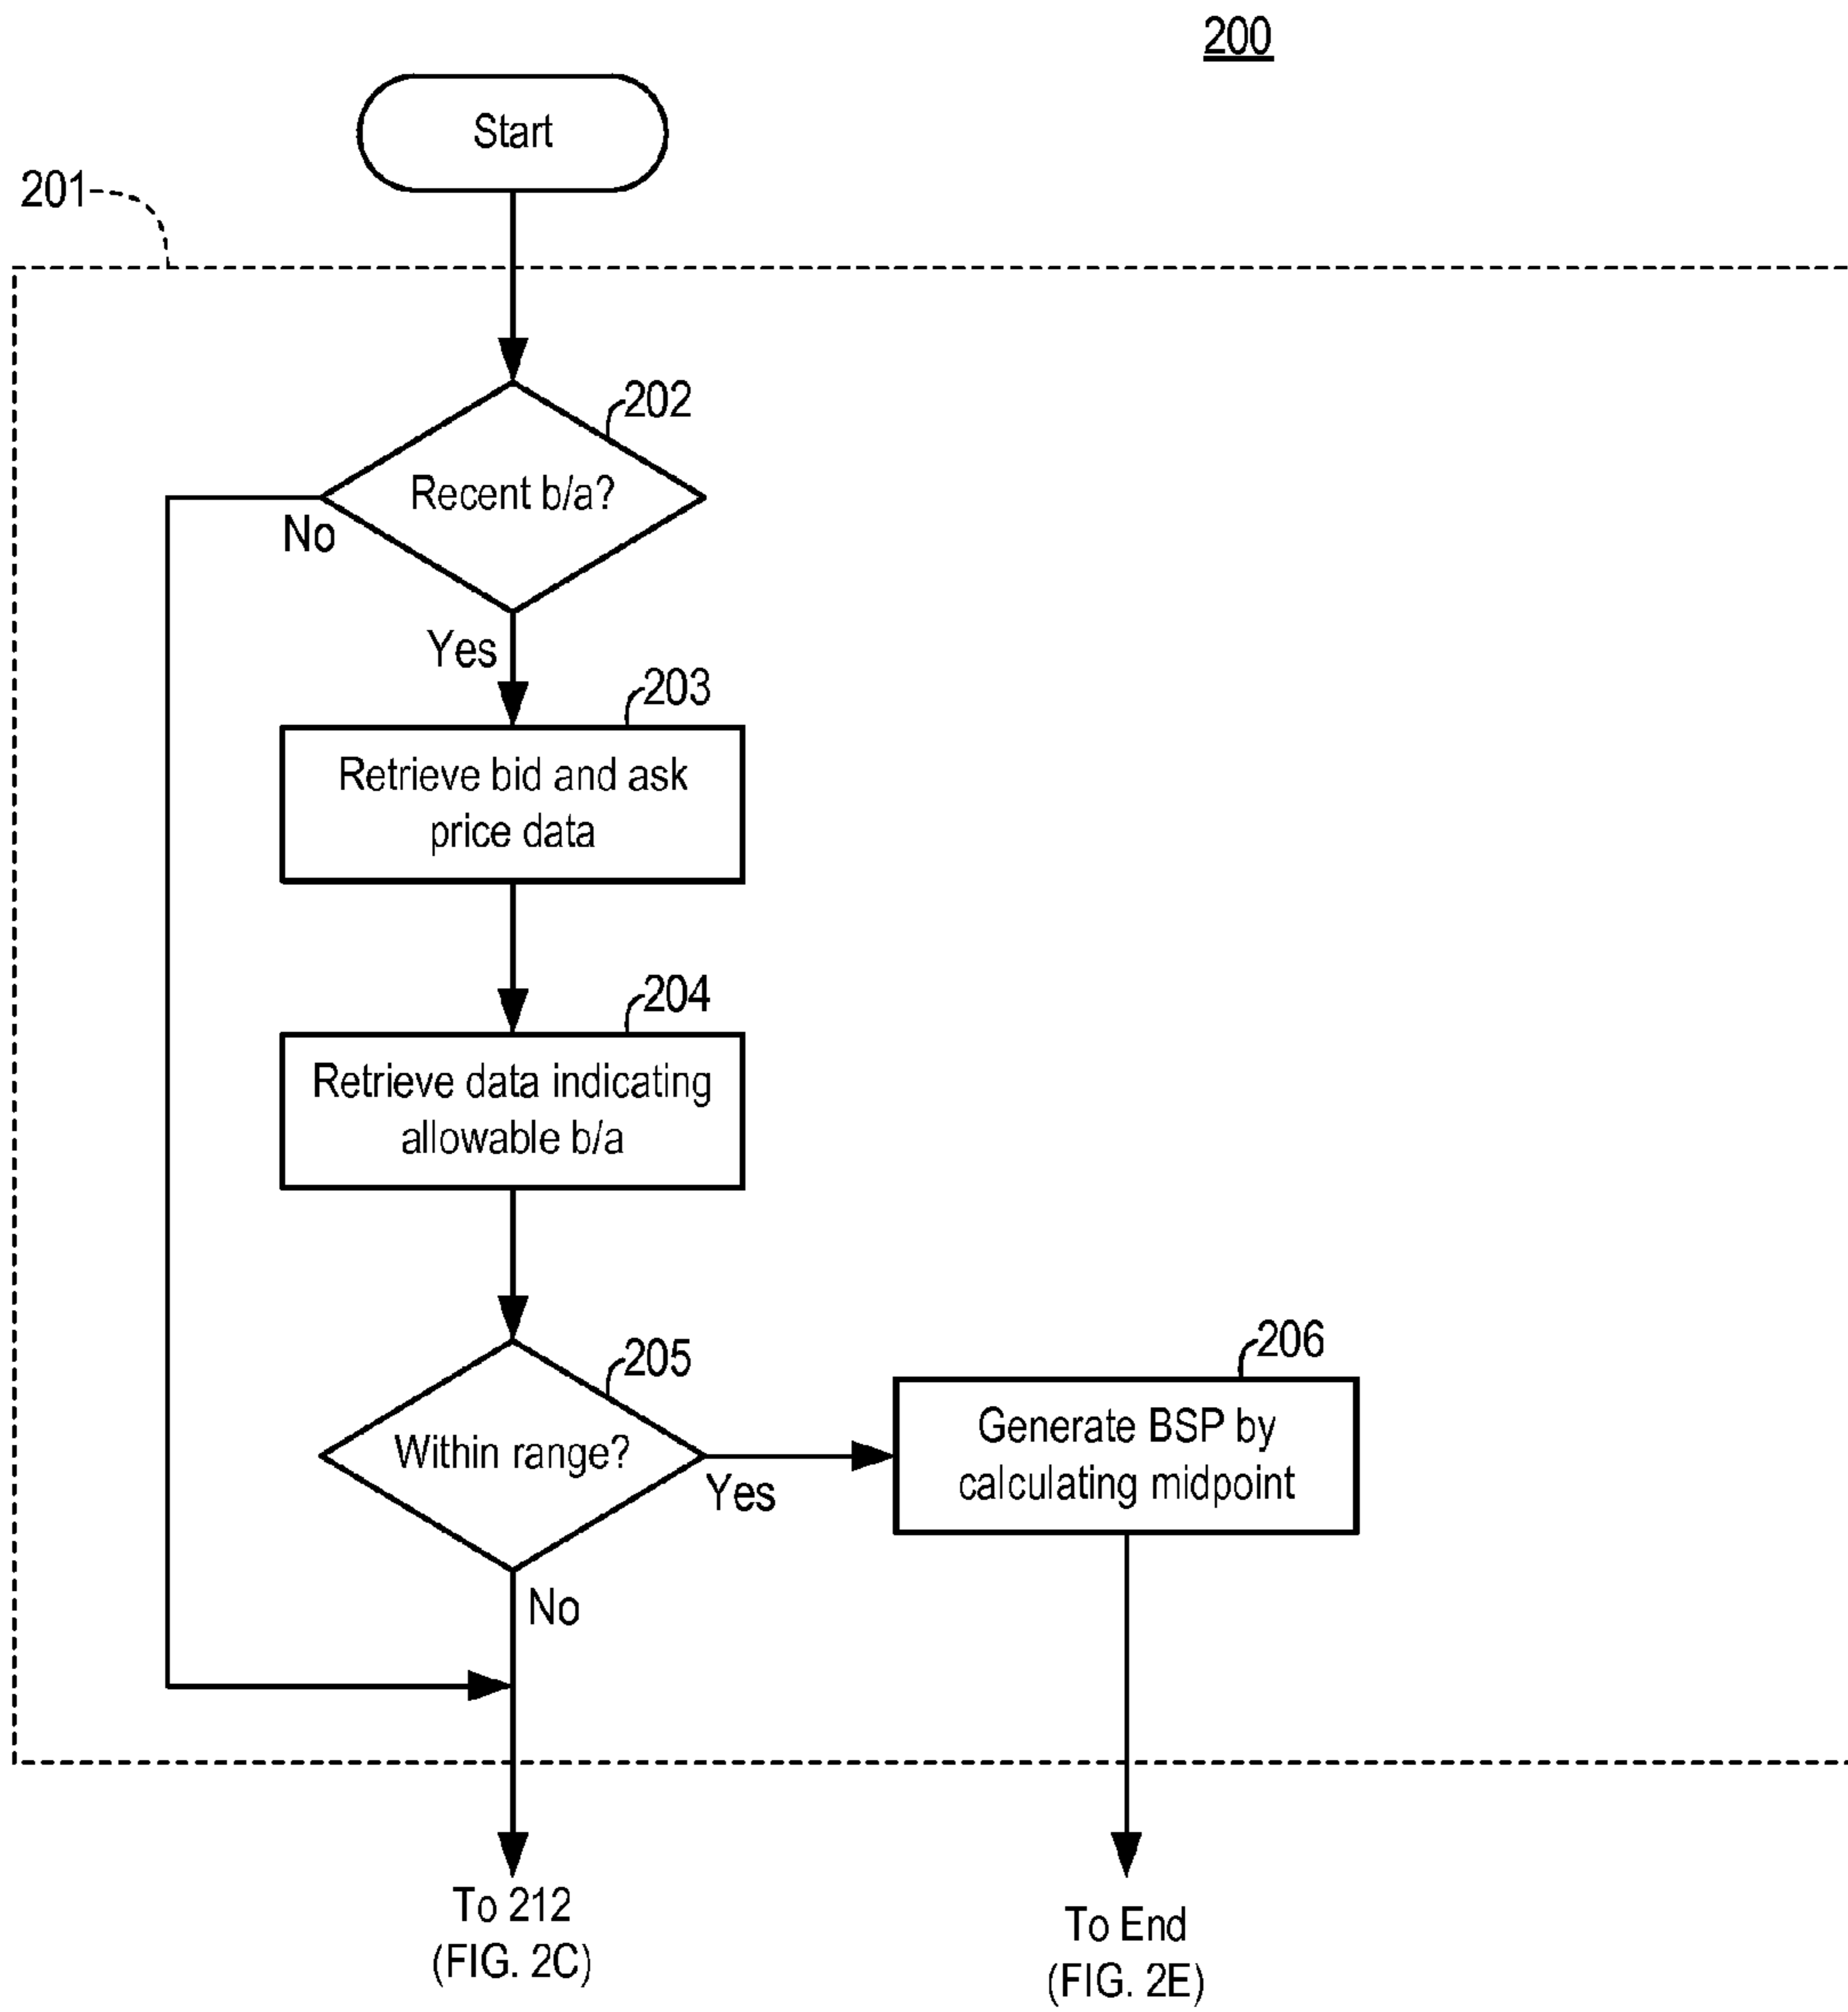 200
Start
201
202
Recent b/a?
No
Yes
203
Retrieve bid and ask
price data
204
Retrieve data indicating
allowable b/a
205
Within range?
Yes
206
Generate BSP by
calculating midpoint
No
To 212
(FIG. 2C)
To End
(FIG. 2E)